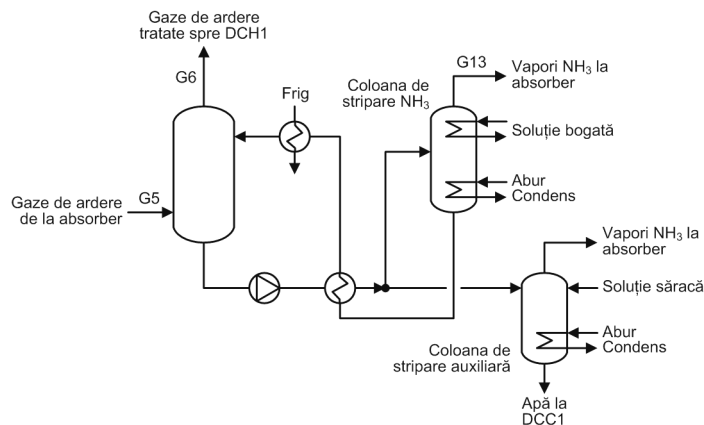 Gaze de ardere
tratate spre DCH1
G6
Frig
Coloana de
stripare NH₃
G13
Vapori NH₃ la
absorber
Soluție bogată
Abur
Condens
G5
Gaze de ardere
de la absorber
Vapori NH₃ la
absorber
Soluție săracă
Abur
Condens
Coloana de
stripare auxiliară
Apă la
DCC1